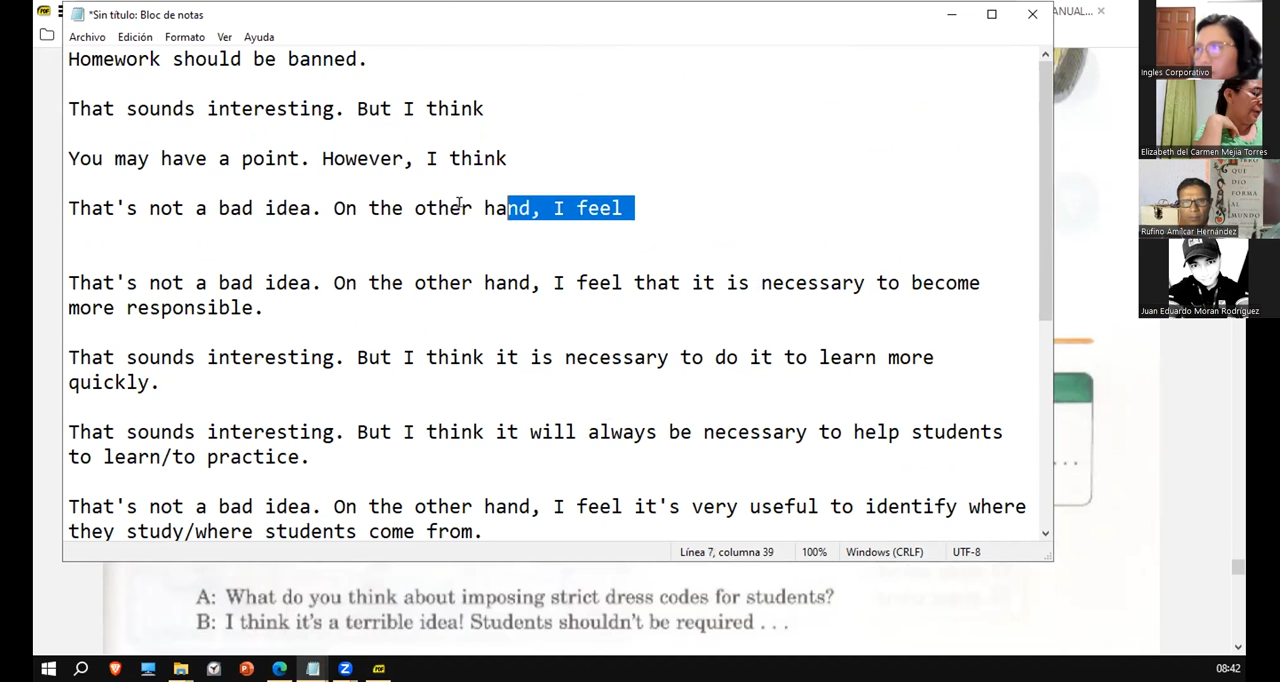 *Sin título: Bloc de notas
ANUAL...
Archivo Edición Formato Ver Ayuda
Homework should be banned.
That sounds interesting. But I think
You may have a point. However, I think
That's not a bad idea. On the other hand, I feel
That's not a bad idea. On the other hand, I feel that it is necessary to become
more responsible.
That sounds interesting. But I think it is necessary to do it to learn more
quickly.
That sounds interesting. But I think it will always be necessary to help students
to learn/to practice.
That's not a bad idea. On the other hand, I feel it's very useful to identify where
they study/where students come from.
Línea 7, columna 39 100% Windows (CRLF) UTF-8
A: What do you think about imposing strict dress codes for students?
B: I think it's a terrible idea! Students shouldn't be required . . .
Ingles Corporativo
Elizabeth del Carmen Mejia Torres
QUE
DIO
FORMA
AL
MUNDO
Rufino Amilcar Hernández
Juan Eduardo Moran Rodriguez
08:42